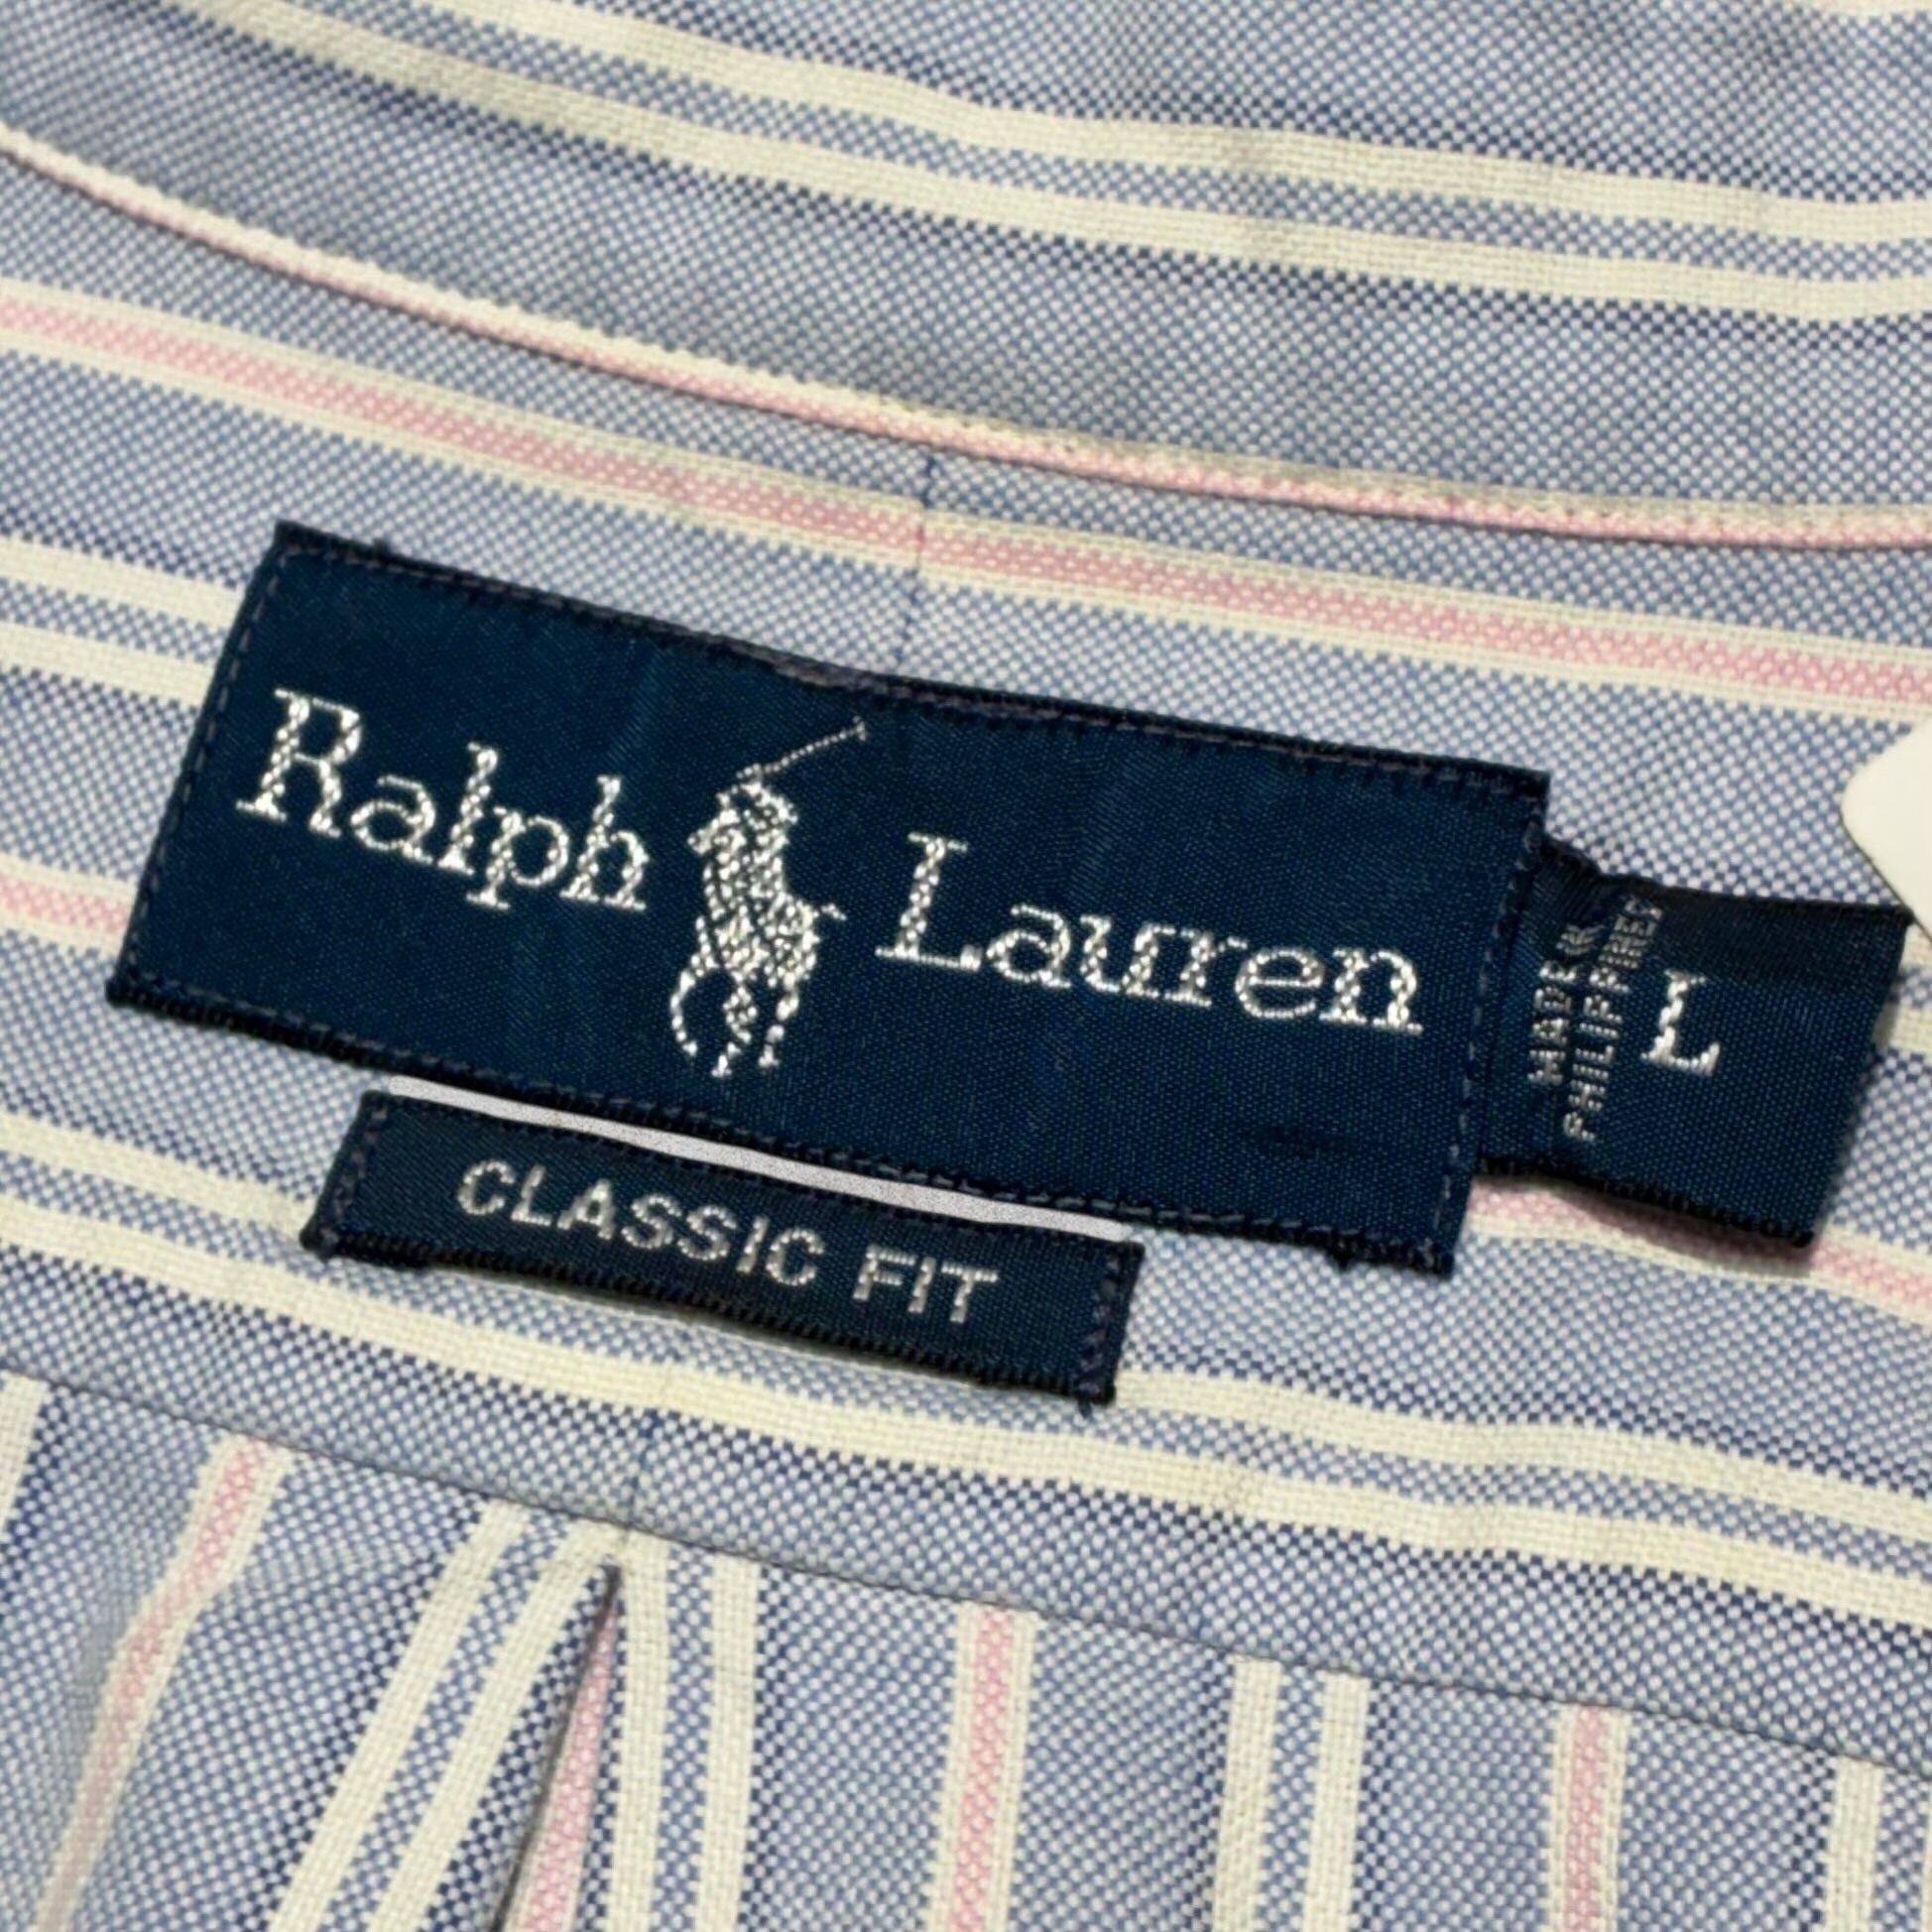 Ralph Lauren
MADE IN
PHILIPPINES
L
CLASSIC FIT